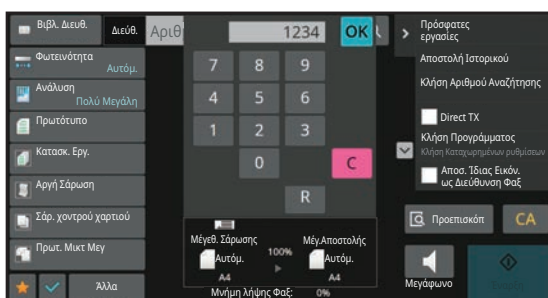 Βιβλ. Διευθ.
Διεύθ.
Αριθ
1234
OK
Φωτεινότητα
Αυτόμ.
Ανάλυση
Πολύ Μεγάλη
Πρωτότυπο
Κατασκ. Εργ.
Αργή Σάρωση
Σάρ. χοντρού χαρτιού
Πρωτ. Μικτ Μεγ
Άλλα
7 8 9
4 5 6
1 2 3
0 C
R
Μέγεθ. Σάρωσης
Αυτόμ.
A4
100%
Μέγ.Αποστολής
Αυτόμ.
A4
Μνήμη λήψης Φαξ: 0%
Πρόσφατες
εργασίες
Αποστολή Ιστορικού
Κλήση Αριθμού Αναζήτησης
Direct TX
Κλήση Προγράμματος
Κλήση Καταχωρημένων ρυθμίσεων
Αποσ. Ίδιας Εικόν.
ως Διεύθυνση Φαξ
Προεπισκόπ
CA
Μεγάφωνο